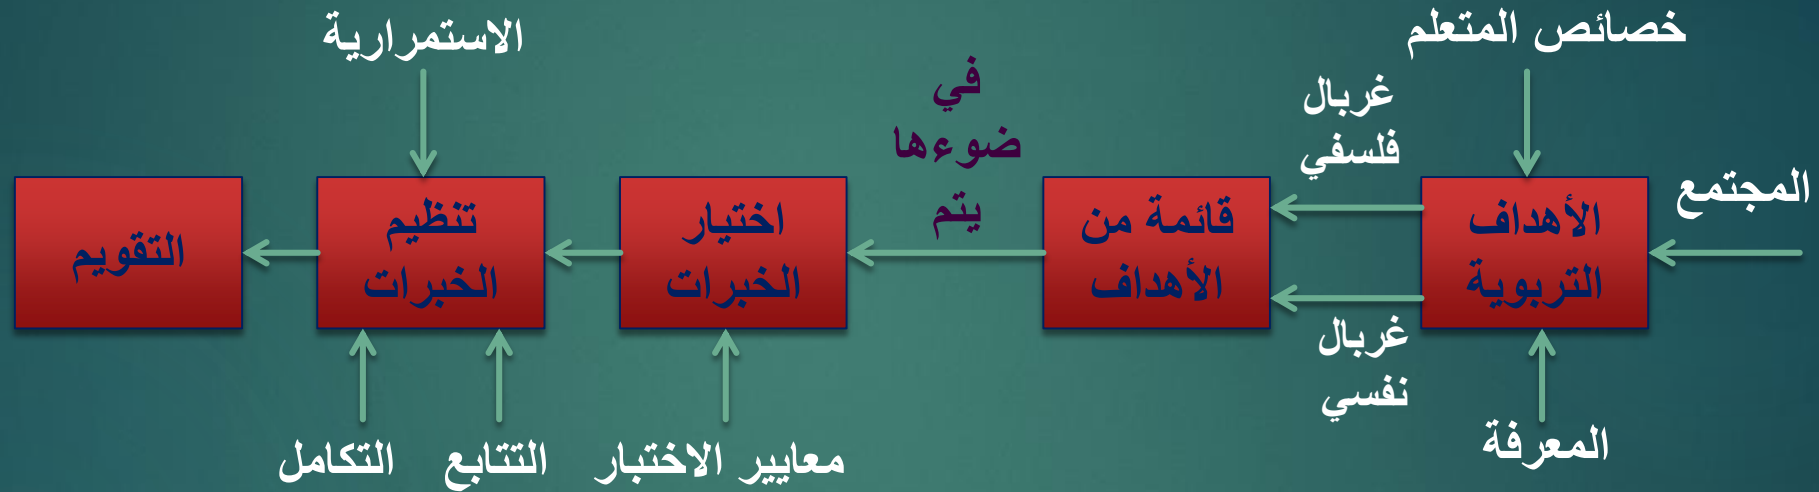 خصائص المتعلم
المجتمع
الأهداف
التربوية
المعرفة
غربال
فلسفي
غربال
نفسي
قائمة من
الأهداف
في
ضوءها
يتم
اختيار
الخبرات
معايير الاختبار
الاستمرارية
تنظيم
الخبرات
التتابع
التكامل
التقويم